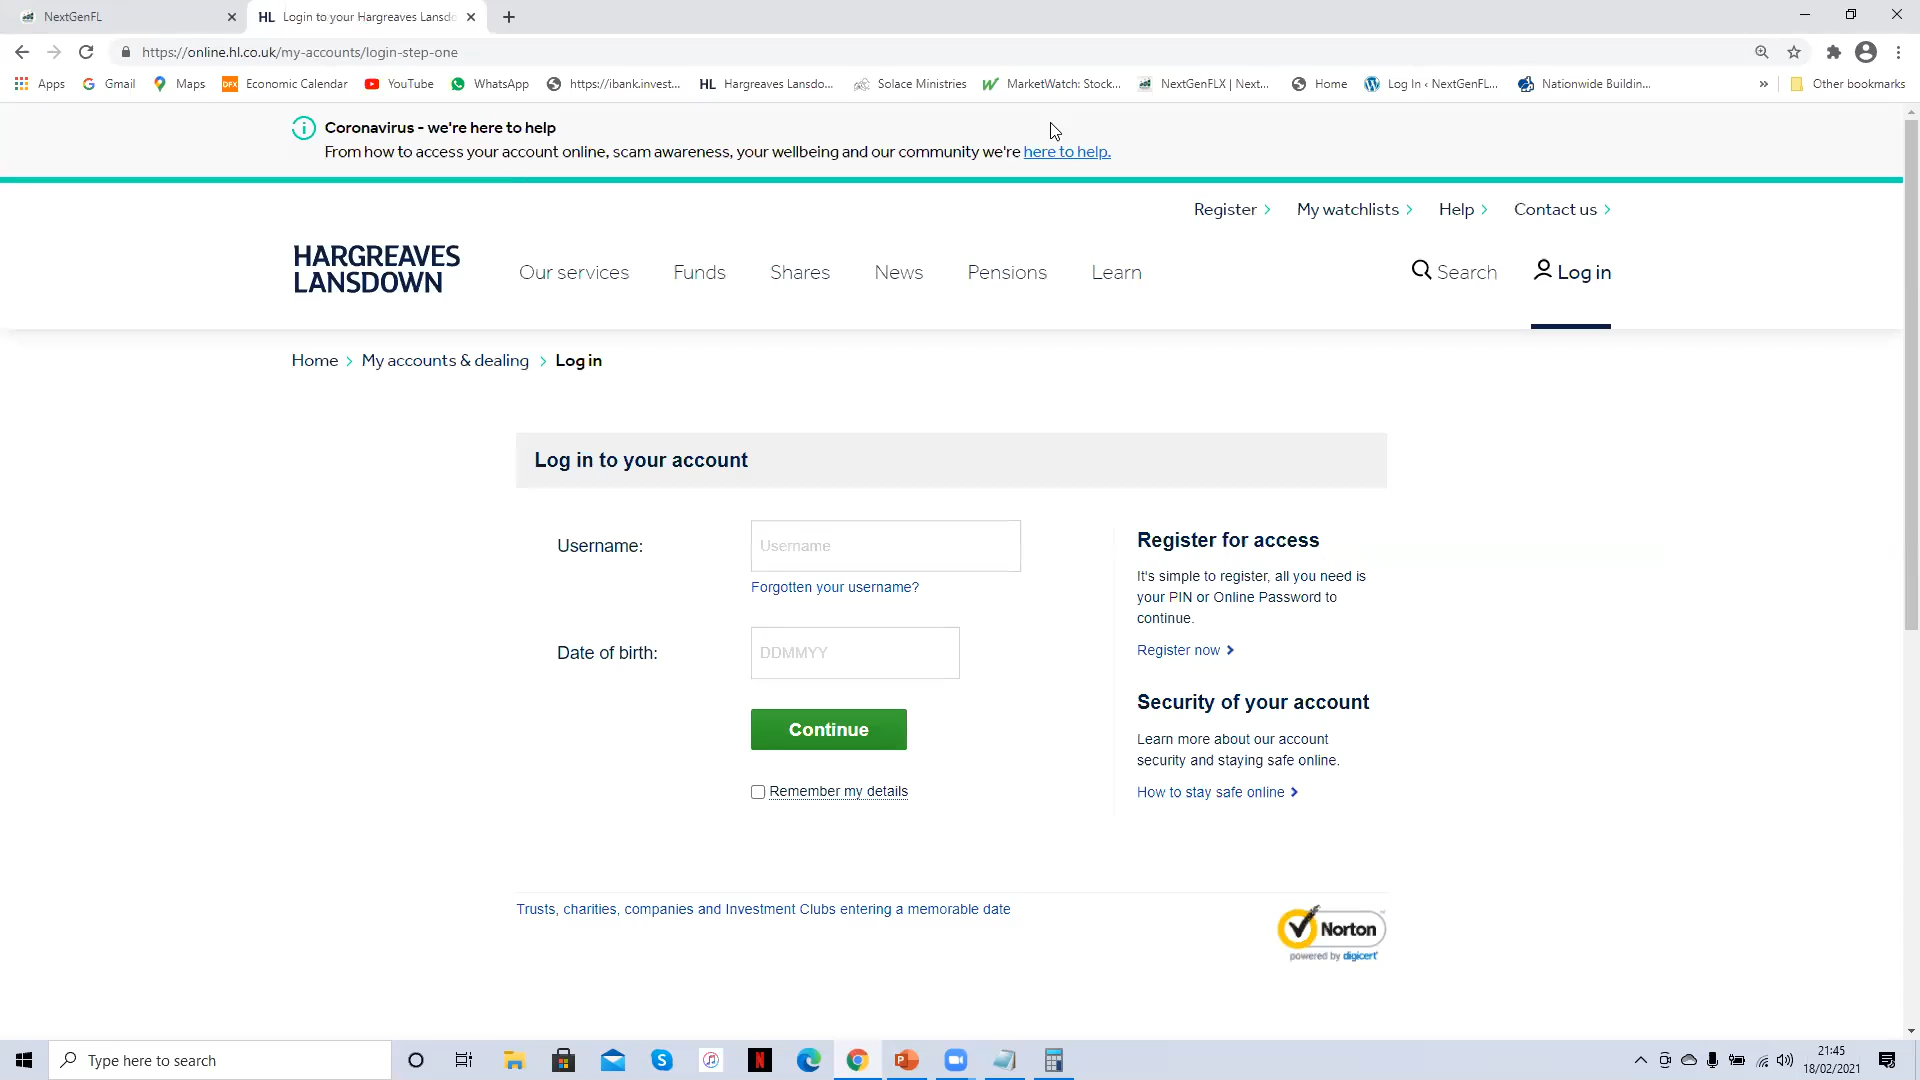 NextGenFL
HL Login to your Hargreaves Lansdo
https://online.hl.co.uk/my-accounts/login-step-one
Apps Gmail Maps DFX Economic Calendar YouTube WhatsApp https://ibank.invest... HL Hargreaves Lansdo... Solace Ministries MarketWatch: Stock... NextGenFLX | Next... Home Log In ‹ NextGenFL... Nationwide Buildin... » Other bookmarks
Coronavirus - we're here to help
From how to access your account online, scam awareness, your wellbeing and our community we're here to help.
Register My watchlists Help Contact us
HARGREAVES
LANSDOWN
Our services Funds Shares News Pensions Learn Search Log in
Home My accounts & dealing Log in
Log in to your account
Username:
Username
Forgotten your username?
Date of birth:
DDMMYY
Continue
Remember my details
Register for access
It's simple to register, all you need is
your PIN or Online Password to
continue.
Register now
Security of your account
Learn more about our account
security and staying safe online.
How to stay safe online
Trusts, charities, companies and Investment Clubs entering a memorable date
Norton
powered by digicert
Type here to search
21:45
18/02/2021